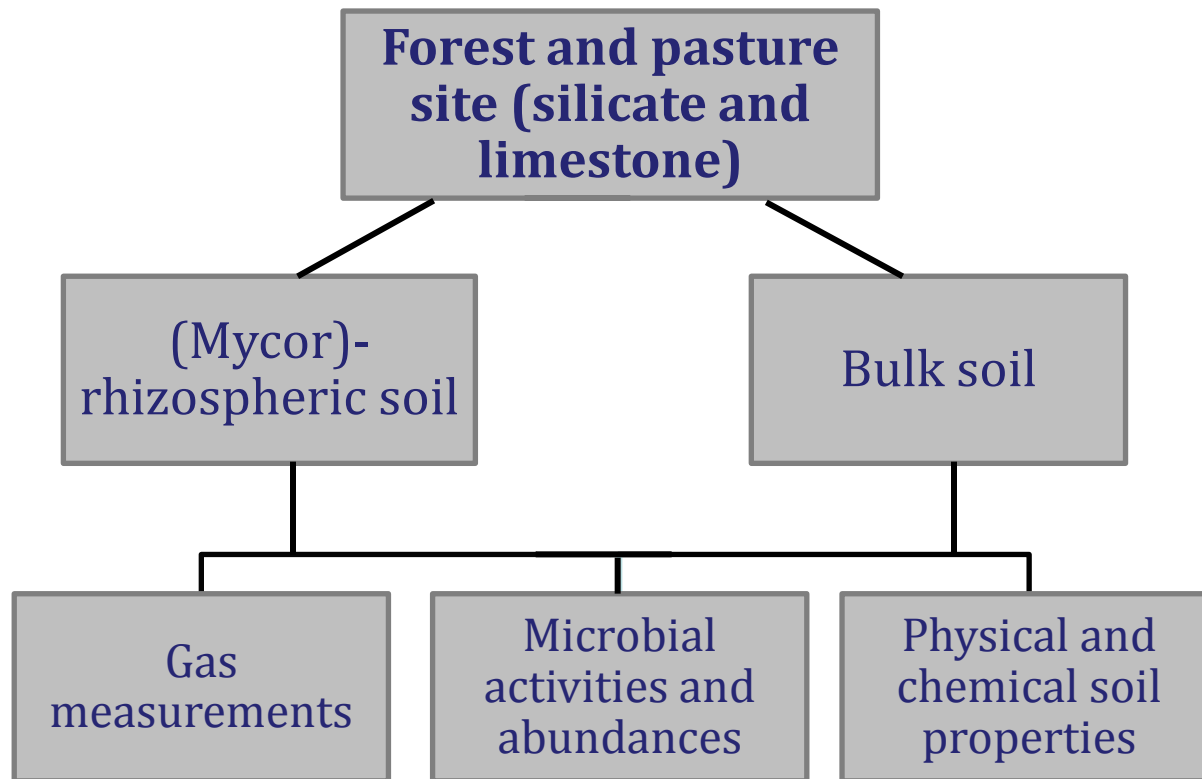 Forest and pasture
site (silicate and
limestone)
(Mycor)-
rhizospheric soil
Bulk soil
Gas
measurements
Microbial
activities and
abundances
Physical and
chemical soil
properties